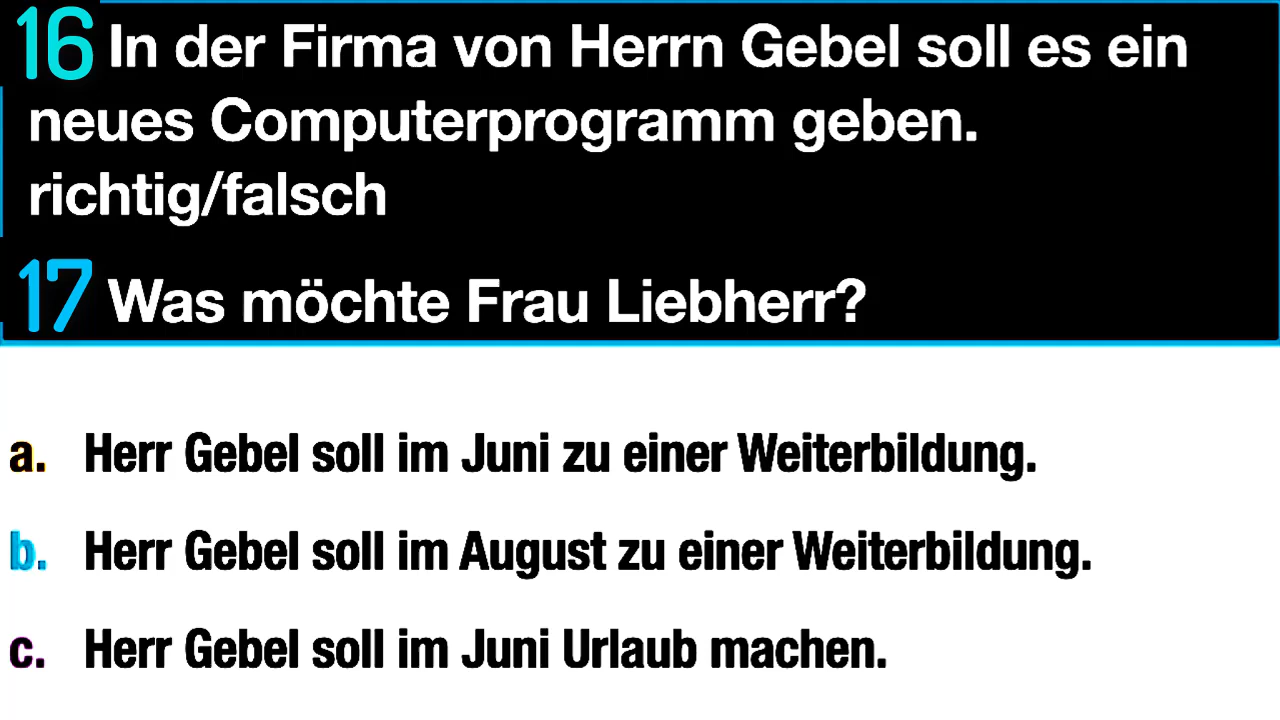 16 In der Firma von Herrn Gebel soll es ein
neues Computerprogramm geben.
richtig/falsch
17 Was möchte Frau Liebherr?
a. Herr Gebel soll im Juni zu einer Weiterbildung.
b. Herr Gebel soll im August zu einer Weiterbildung.
c. Herr Gebel soll im Juni Urlaub machen.